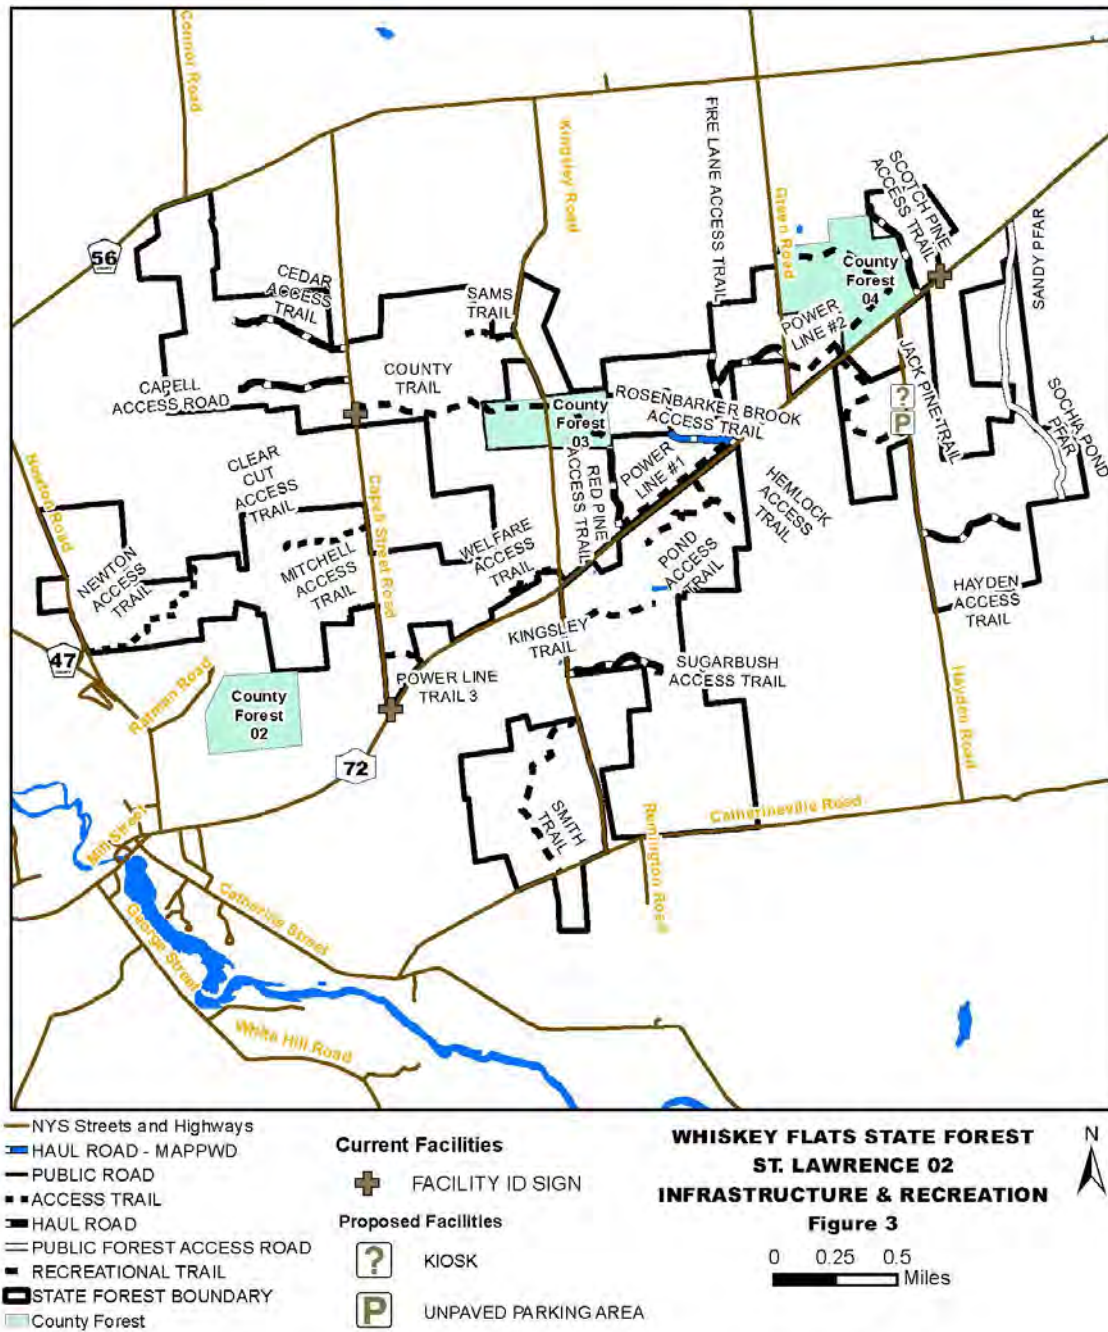 Connor Road
Kingsley Road
FIRE LANE ACCESS TRAIL
Green Road
SCOTCH PINE
ACCESS TRAIL
SANDY PFAR
56
COUNTY
CEDAR
ACCESS
TRAIL
SAMS
TRAIL
County
Forest
04
POWER
LINE #2
COUNTY
TRAIL
CAPELL
ACCESS ROAD
JACK PINE TRAIL
?
P
SOCHIA POND
PFAR
County
Forest
03
ROSENBARKER BROOK
ACCESS TRAIL
CLEAR
CUT
ACCESS
TRAIL
RED PINE
ACCESS TRAIL
POWER
LINE #1
HEMLOCK
ACCESS
TRAIL
Newton Road
Capell Street Road
NEWTON
ACCESS
TRAIL
MITCHELL
ACCESS
TRAIL
WELFARE
ACCESS
TRAIL
POND
ACCESS
TRAIL
HAYDEN
ACCESS
TRAIL
KINGSLEY
TRAIL
47
COUNTY
Ratman Road
County
Forest
02
POWER LINE
TRAIL 3
SUGARBUSH
ACCESS TRAIL
Hayden Road
72
SMITH
TRAIL
Remington Road
Catherineville Road
Mill Street
Catherine Street
George Street
White Hill Road
NYS Streets and Highways
HAUL ROAD - MAPPWD
PUBLIC ROAD
ACCESS TRAIL
HAUL ROAD
PUBLIC FOREST ACCESS ROAD
RECREATIONAL TRAIL
STATE FOREST BOUNDARY
County Forest
Current Facilities
FACILITY ID SIGN
Proposed Facilities
? KIOSK
P UNPAVED PARKING AREA
WHISKEY FLATS STATE FOREST
ST. LAWRENCE 02
INFRASTRUCTURE & RECREATION
Figure 3
0 0.25 0.5
Miles
N